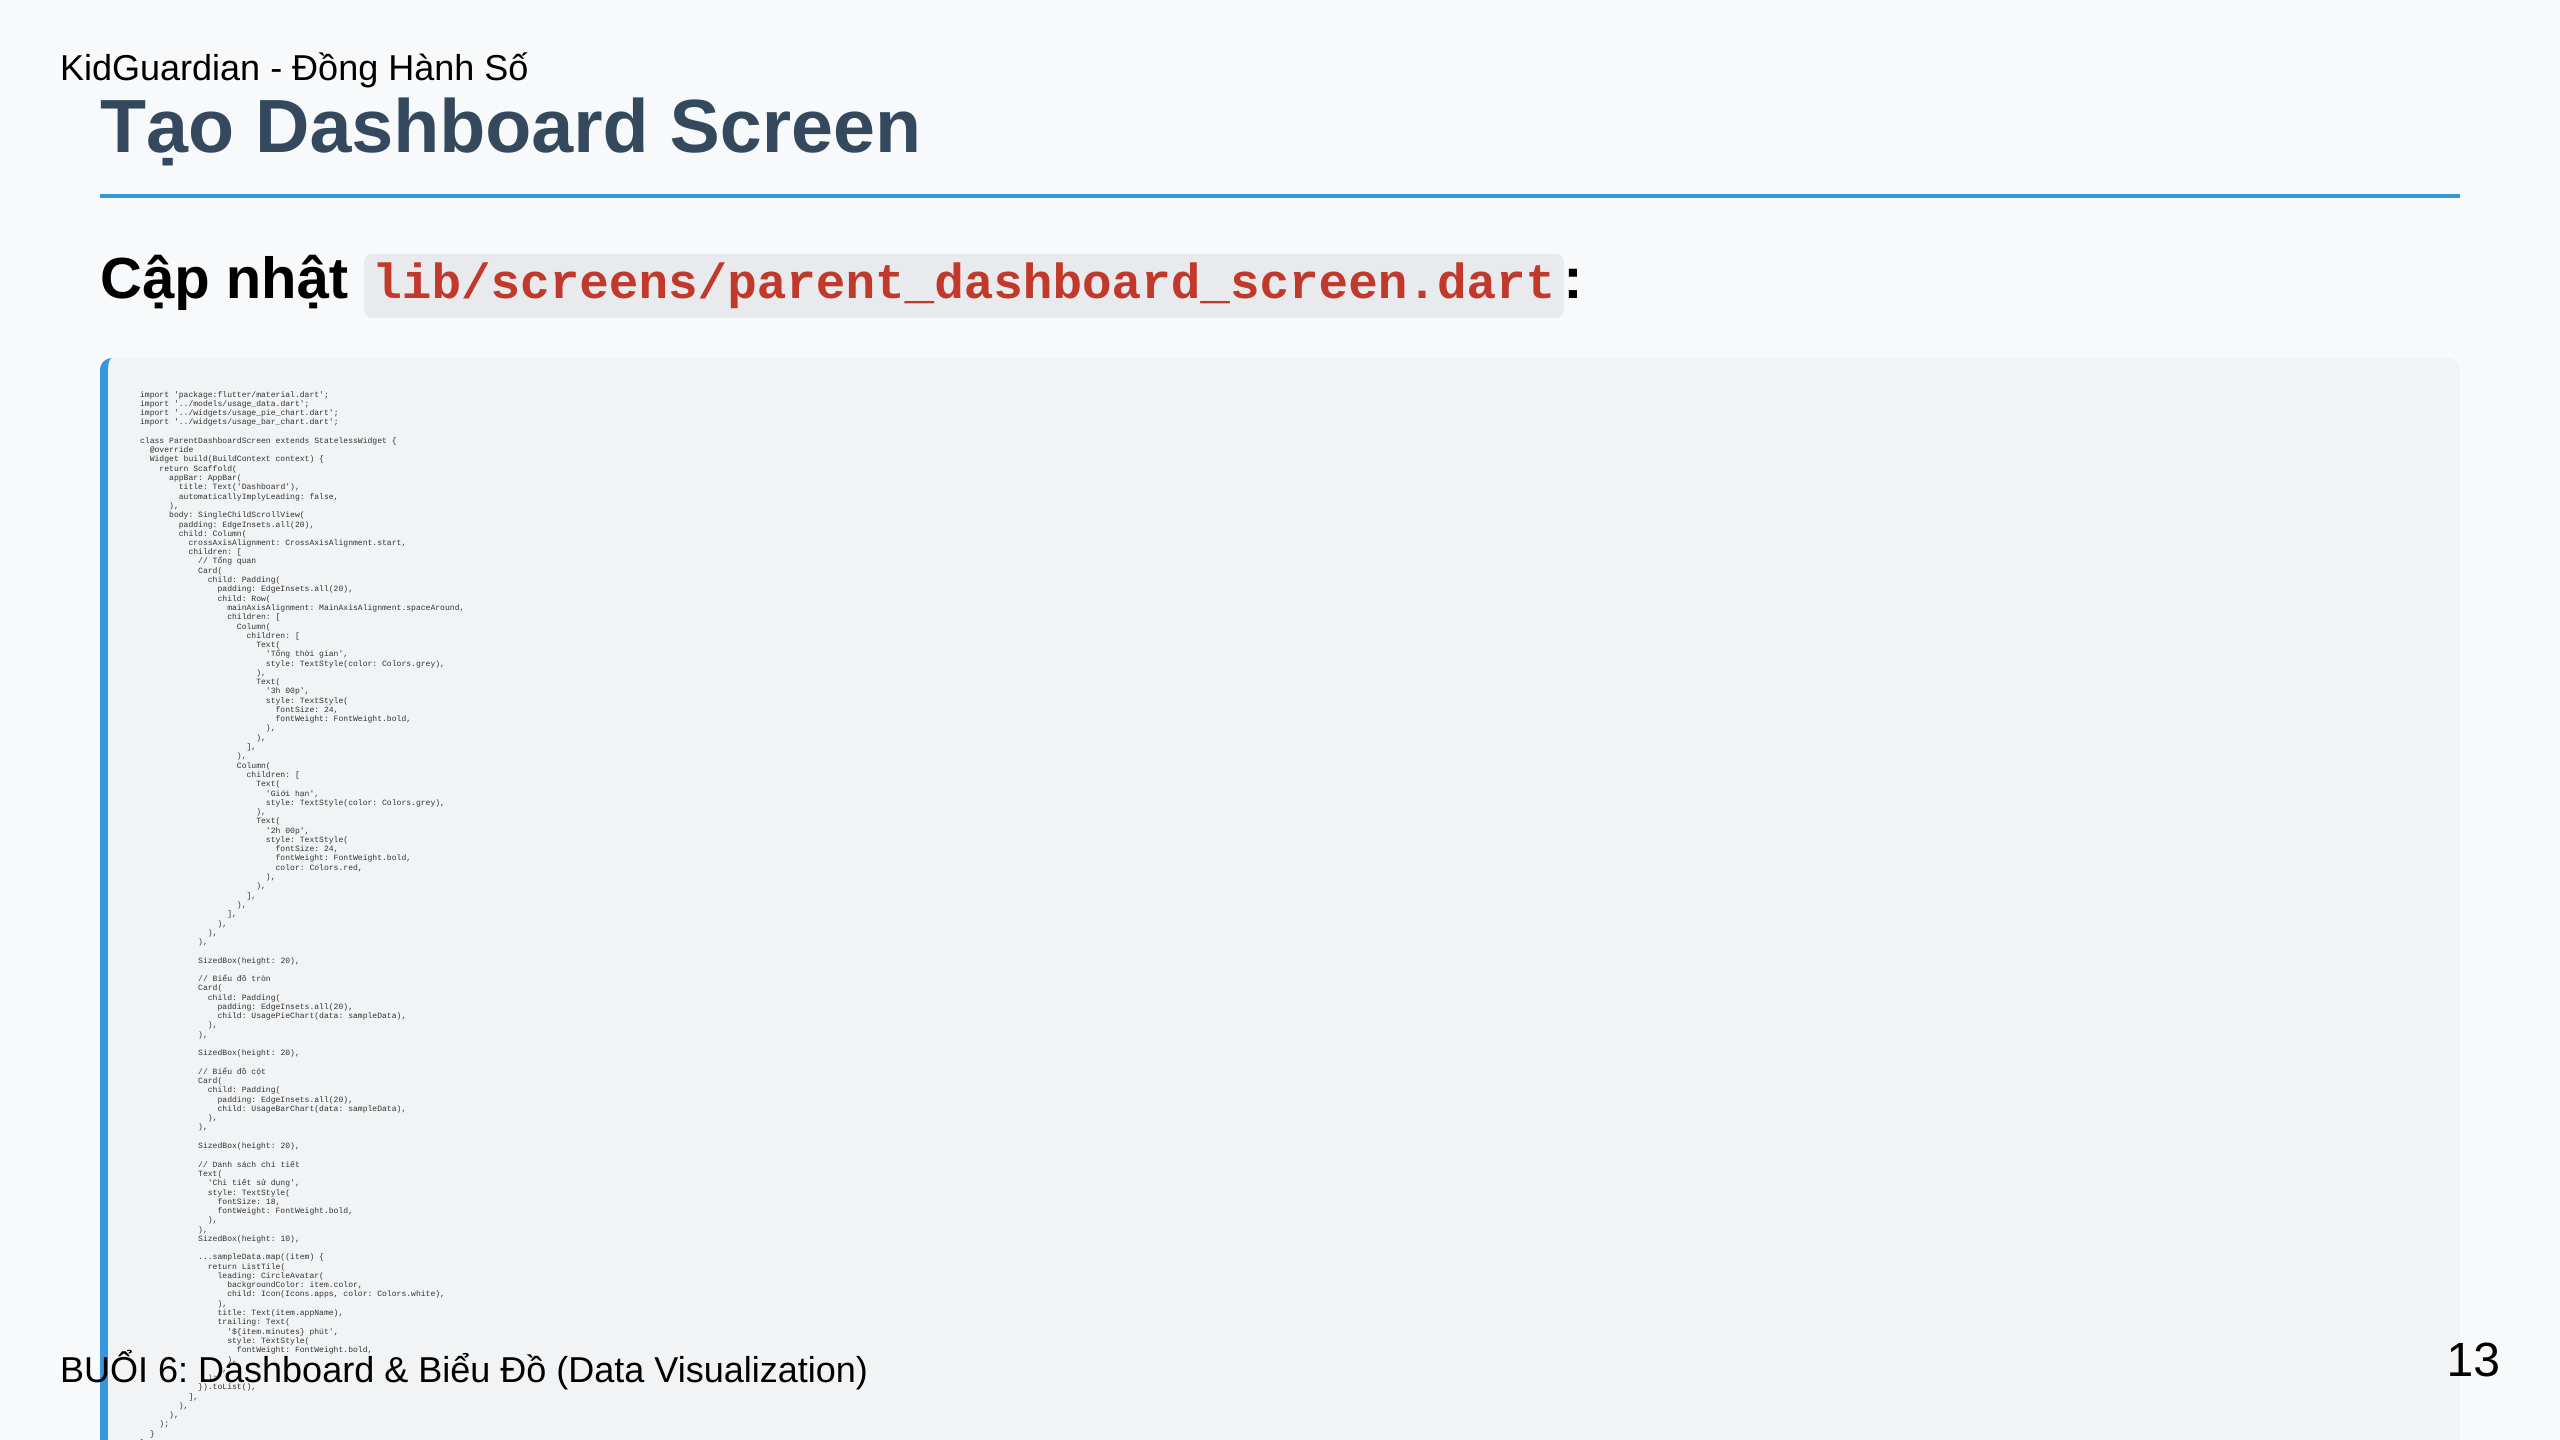 KidGuardian - Đồng Hành Số
Tạo Dashboard Screen
Cập nhật lib/screens/parent_dashboard_screen.dart:
import 'package:flutter/material.dart';
import '../models/usage_data.dart';
import '../widgets/usage_pie_chart.dart';
import '../widgets/usage_bar_chart.dart';
class ParentDashboardScreen extends StatelessWidget {
  @override
  Widget build(BuildContext context) {
    return Scaffold(
      appBar: AppBar(
        title: Text('Dashboard'),
        automaticallyImplyLeading: false,
      ),
      body: SingleChildScrollView(
        padding: EdgeInsets.all(20),
        child: Column(
          crossAxisAlignment: CrossAxisAlignment.start,
          children: [
            // Tổng quan
            Card(
              child: Padding(
                padding: EdgeInsets.all(20),
                child: Row(
                  mainAxisAlignment: MainAxisAlignment.spaceAround,
                  children: [
                    Column(
                      children: [
                        Text(
                          'Tổng thời gian',
                          style: TextStyle(color: Colors.grey),
                        ),
                        Text(
                          '3h 00p',
                          style: TextStyle(
                            fontSize: 24,
                            fontWeight: FontWeight.bold,
                          ),
                        ),
                      ],
                    ),
                    Column(
                      children: [
                        Text(
                          'Giới hạn',
                          style: TextStyle(color: Colors.grey),
                        ),
                        Text(
                          '2h 00p',
                          style: TextStyle(
                            fontSize: 24,
                            fontWeight: FontWeight.bold,
                            color: Colors.red,
                          ),
                        ),
                      ],
                    ),
                  ],
                ),
              ),
            ),
            SizedBox(height: 20),
            // Biểu đồ tròn
            Card(
              child: Padding(
                padding: EdgeInsets.all(20),
                child: UsagePieChart(data: sampleData),
              ),
            ),
            SizedBox(height: 20),
            // Biểu đồ cột
            Card(
              child: Padding(
                padding: EdgeInsets.all(20),
                child: UsageBarChart(data: sampleData),
              ),
            ),
            SizedBox(height: 20),
            // Danh sách chi tiết
            Text(
              'Chi tiết sử dụng',
              style: TextStyle(
                fontSize: 18,
                fontWeight: FontWeight.bold,
              ),
            ),
            SizedBox(height: 10),
            ...sampleData.map((item) {
              return ListTile(
                leading: CircleAvatar(
                  backgroundColor: item.color,
                  child: Icon(Icons.apps, color: Colors.white),
                ),
                title: Text(item.appName),
                trailing: Text(
                  '${item.minutes} phút',
                  style: TextStyle(
                    fontWeight: FontWeight.bold,
                  ),
            }).toList(),
          ],
        ),
      ),
    );
  }
BUỔI 6: Dashboard & Biểu Đồ (Data Visualization)
13